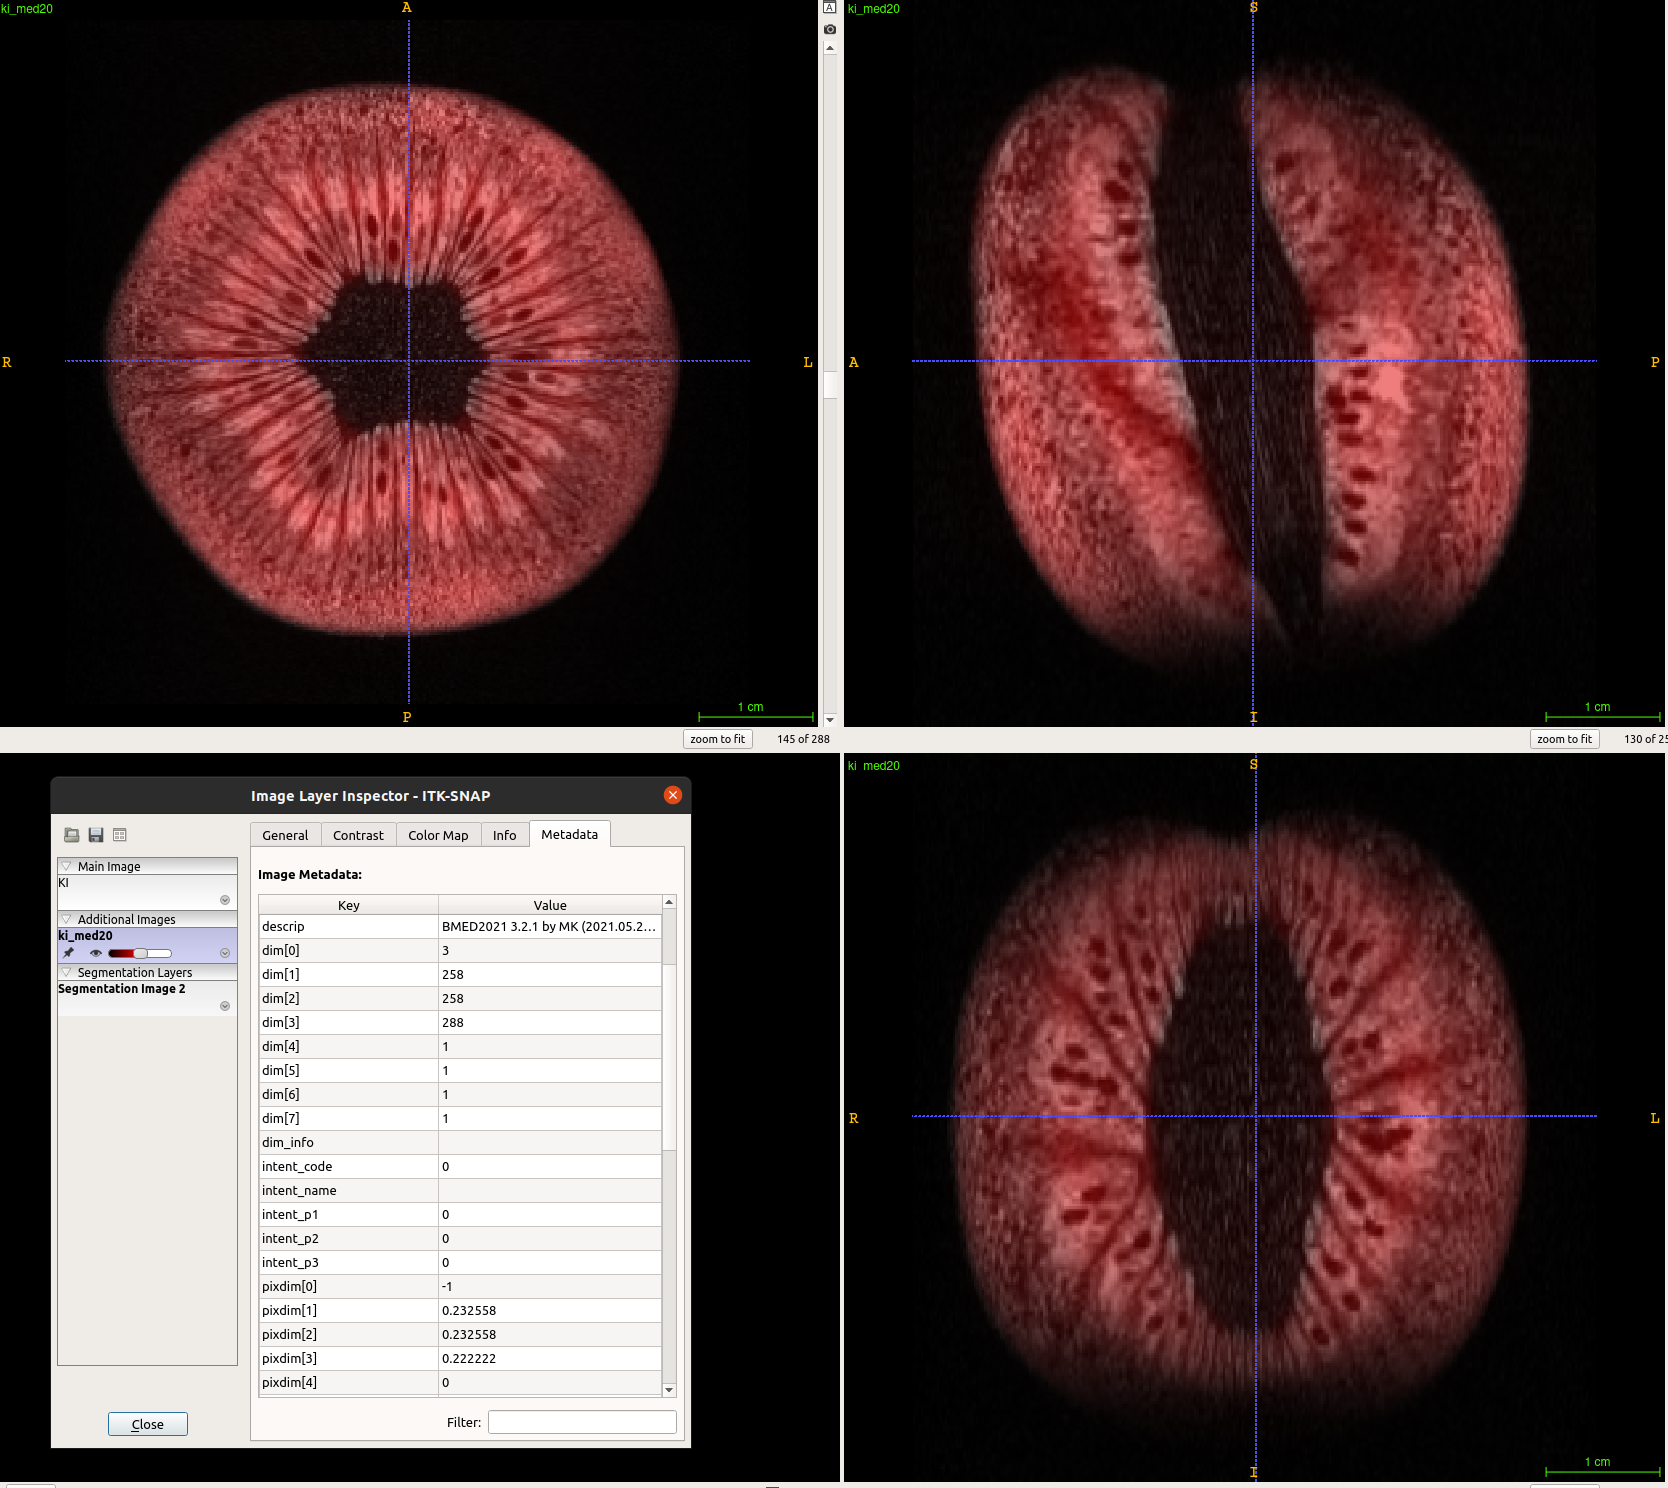 ki_med20
A
A
R
L
P
1 cm
zoom to fit
145 of 288
ki_med20
S
A
P
I
1 cm
zoom to fit
130 of 25
Image Layer Inspector - ITK-SNAP
Main Image
KI
Additional Images
ki_med20
Segmentation Layers
Segmentation Image 2
Close
General
Contrast
Color Map
Info
Metadata
Image Metadata:
Key Value
descrip BMED2021 3.2.1 by MK (2021.05.2...
dim[0] 3
dim[1] 258
dim[2] 258
dim[3] 288
dim[4] 1
dim[5] 1
dim[6] 1
dim[7] 1
dim_info
intent_code 0
intent_name
intent_p1 0
intent_p2 0
intent_p3 0
pixdim[0] -1
pixdim[1] 0.232558
pixdim[2] 0.232558
pixdim[3] 0.222222
pixdim[4] 0
Filter:
ki med20
S
R
L
I
1 cm